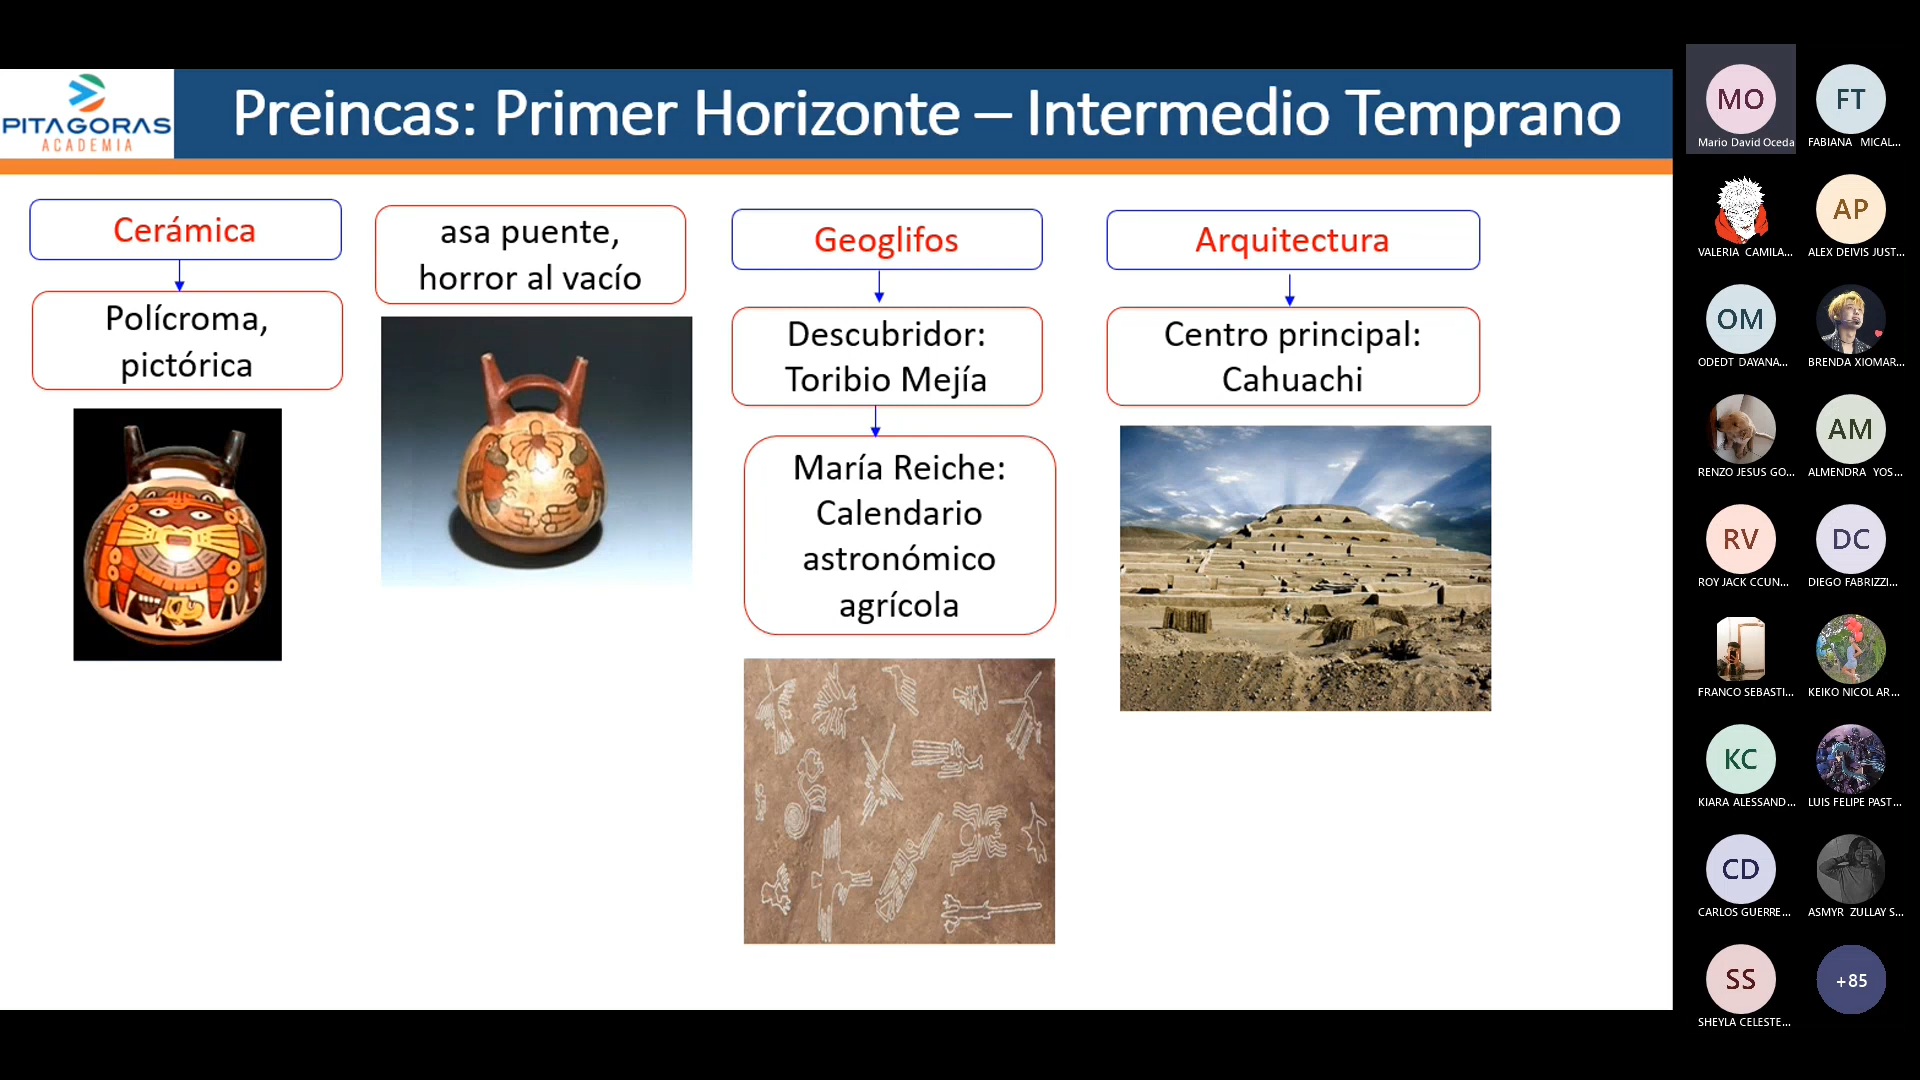 PITAGORAS
ACADEMIA
Preincas: Primer Horizonte – Intermedio Temprano
Cerámica
Polícroma,
pictórica
asa puente,
horror al vacío
Geoglifos
Descubridor:
Toribio Mejía
María Reiche:
Calendario
astronómico
agrícola
Arquitectura
Centro principal:
Cahuachi
MO
Mario David Oceda
FT
FABIANA MICAL...
VALERIA CAMILA...
AP
ALEX DEIVIS JUST...
OM
ODEDT DAYANA...
BRENDA XIOMAR...
RENZO JESUS GO...
AM
ALMENDRA YOS...
RV
ROY JACK CCUN...
DC
DIEGO FABRIZZI...
FRANCO SEBASTI...
KEIKO NICOL AR...
KC
KIARA ALESSAND...
LUIS FELIPE PAST...
CD
CARLOS GUERRE...
ASMYR ZULLAY S...
SS
SHEYLA CELESTE...
+85